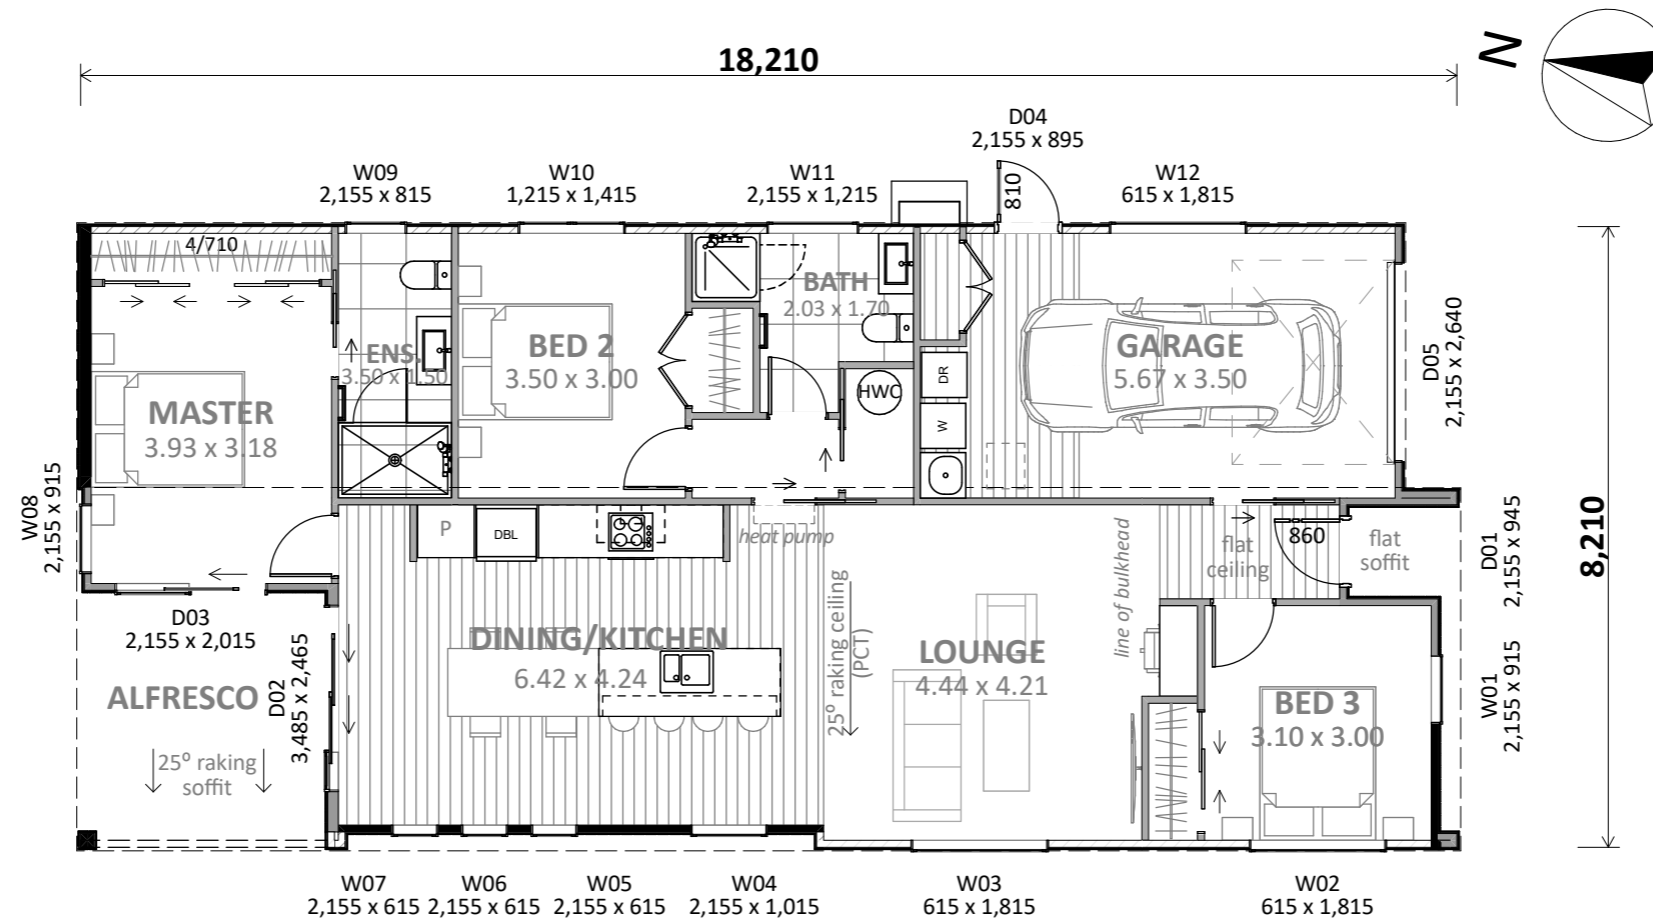 18,210
N
D04
2,155 x 895
W09
2,155 x 815
W10
1,215 x 1,415
W11
2,155 x 1,215
810
W12
615 x 1,815
4/710
BATH
2.03 x 1.70
ENS.
3.50 x 1.50
BED 2
3.50 x 3.00
GARAGE
5.67 x 3.50
D05
2,155 x 2,640
DR
HWC
W
MASTER
3.93 x 3.18
W08
2,155 x 915
P
DBL
heat pump
flat
ceiling
860
flat
soffit
D01
2,155 x 945
8,210
D03
2,155 x 2,015
D02
3,485 x 2,465
DINING/KITCHEN
6.42 x 4.24
25⁰ raking ceiling
(PCT)
LOUNGE
4.44 x 4.21
line of bulkhead
W01
2,155 x 915
ALFRESCO
BED 3
3.10 x 3.00
25⁰ raking
soffit
W07
2,155 x 615
W06
2,155 x 615
W05
2,155 x 615
W04
2,155 x 1,015
W03
615 x 1,815
W02
615 x 1,815